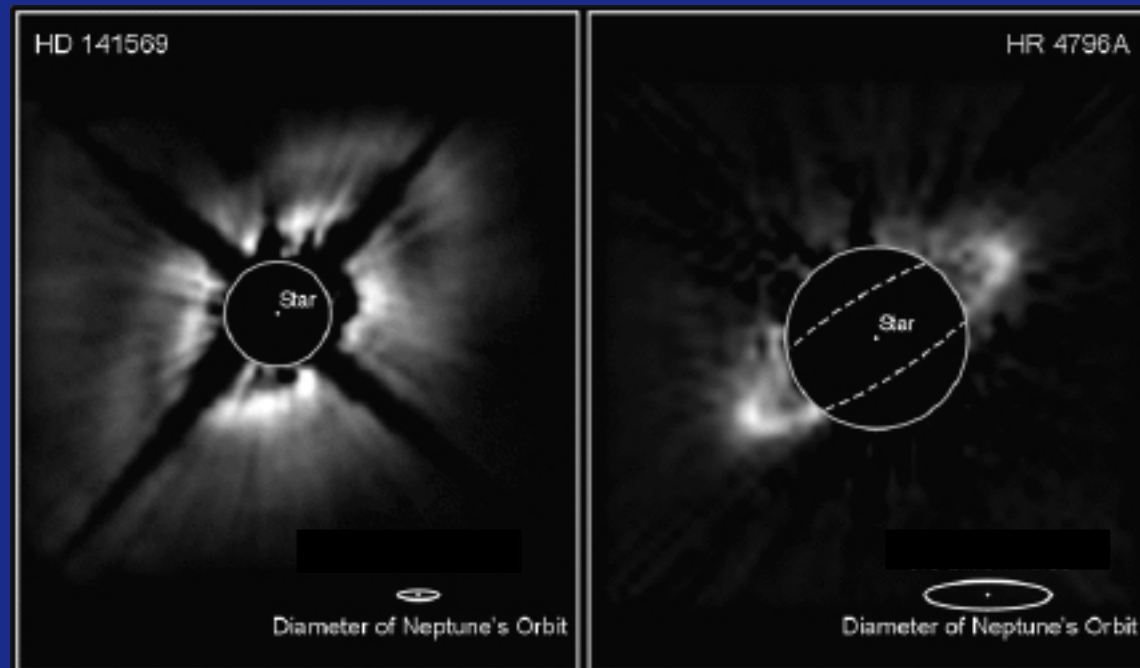 HD 141569
Star
Diameter of Neptune's Orbit
HR 4796A
Star
Diameter of Neptune's Orbit